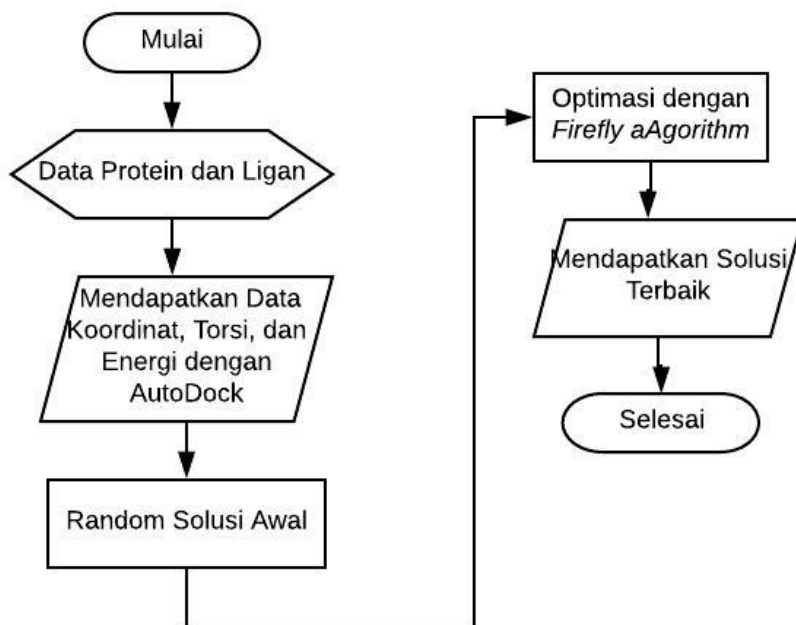 Mulai
Data Protein dan Ligan
Mendapatkan Data
Koordinat, Torsi, dan
Energi dengan
AutoDock
Random Solusi Awal
Optimasi dengan
Firefly aAgorithm
Mendapatkan Solusi
Terbaik
Selesai